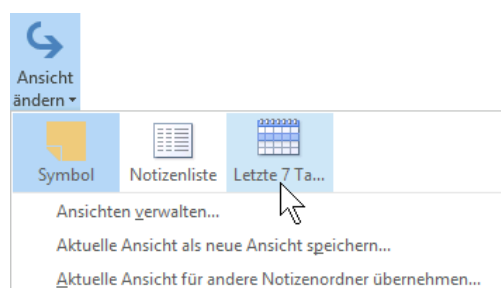 Ansicht
ändern
Symbol Notizenliste Letzte 7 Ta...
Ansichten verwalten...
Aktuelle Ansicht als neue Ansicht speichern...
Aktuelle Ansicht für andere Notizenordner übernehmen...